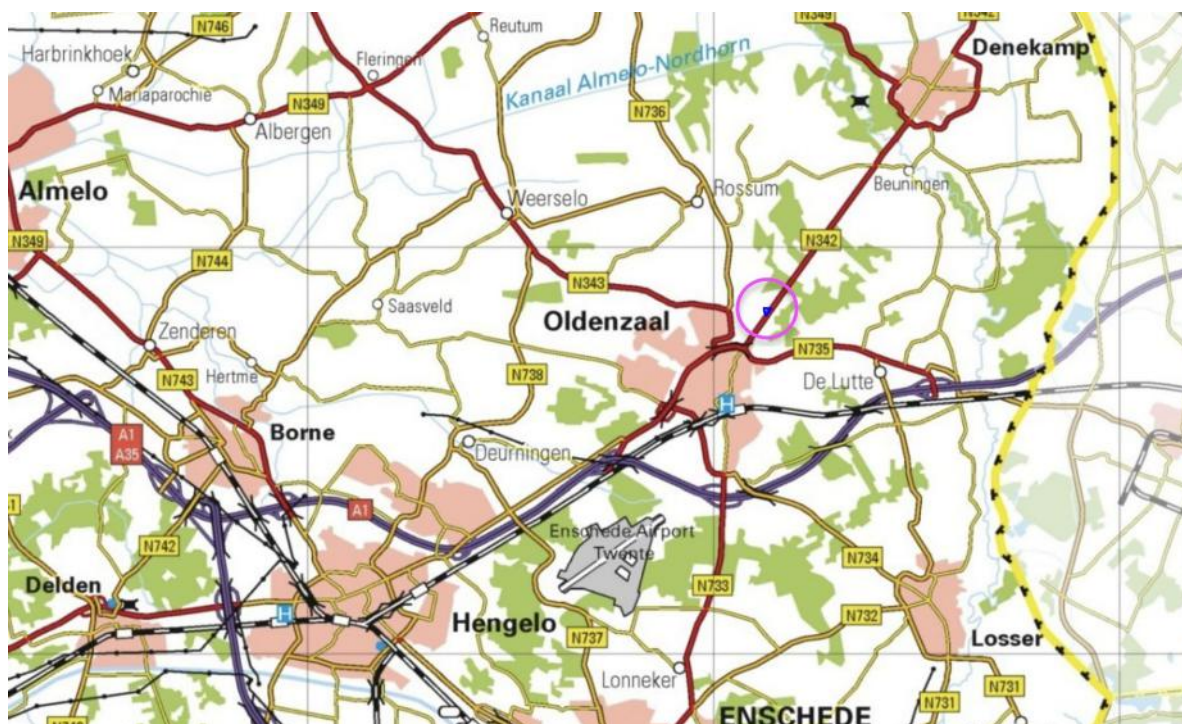 N746
Reutum
N349
N342
Harbrinkhoek
Fleringen
Denekamp
Mariaparochie
N349
Kanaal Almelo-Nordhorn
N736
Albergen
Almelo
Weerselo
Rossum
Beuningen
N349
N744
N342
N343
Saasveld
Oldenzaal
Zenderen
N735
N743
Hertme
N738
De Lutte
H
A1
A35
Borne
Deurningen
A1
Enschede Airport
Twente
N742
N734
Delden
N733
H
Hengelo
N732
N737
Losser
Lonneker
N731
N731
ENSCHEDE